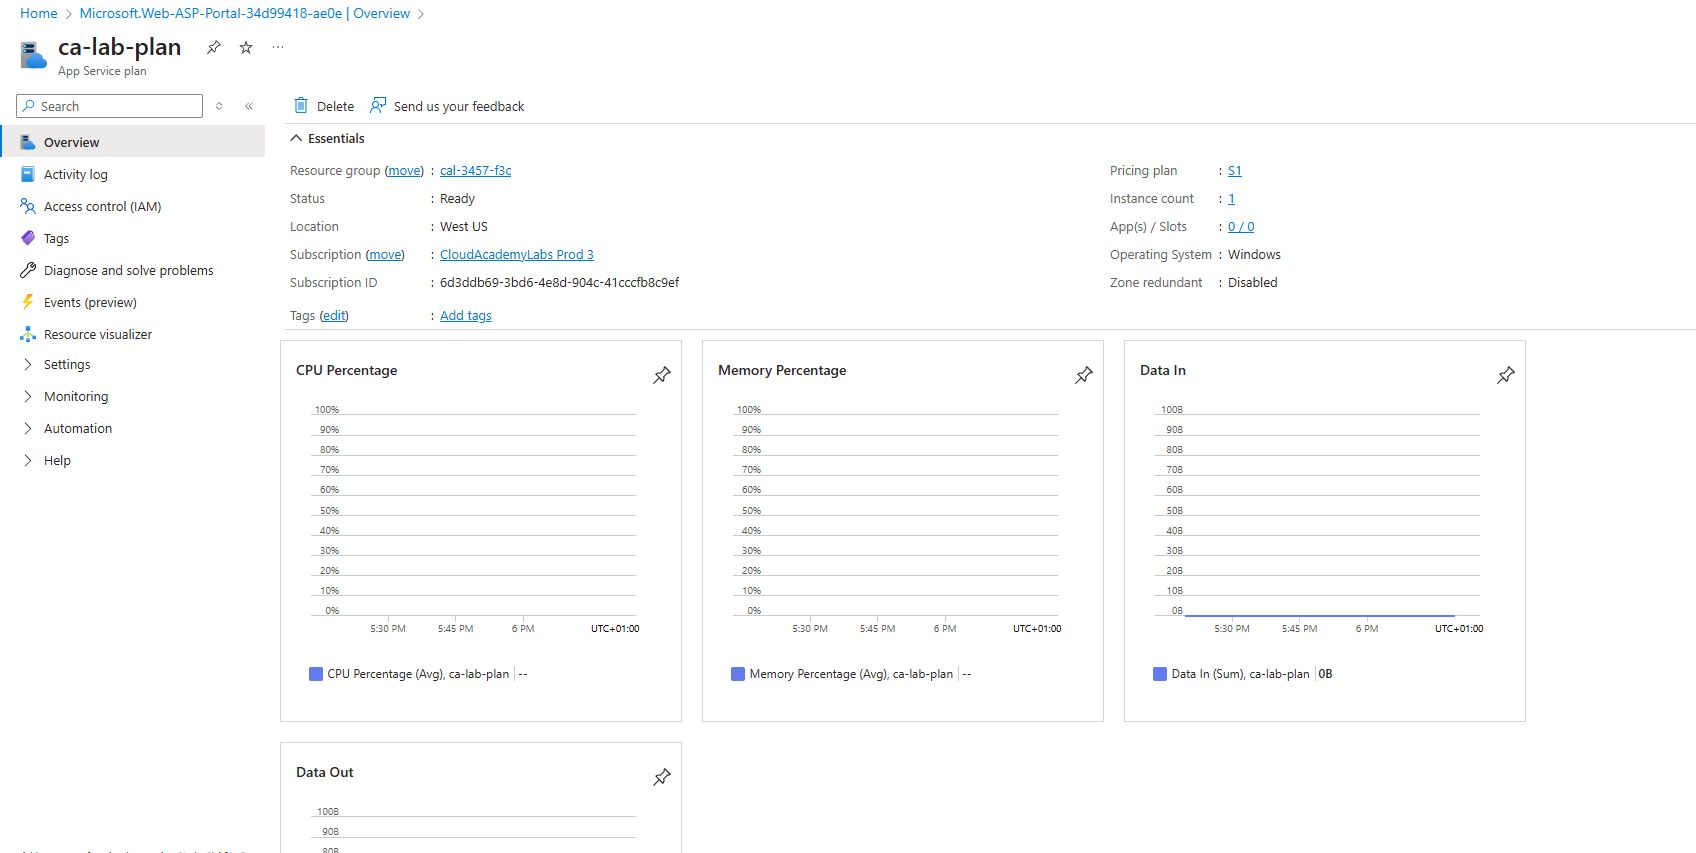 Home > Microsoft.Web-ASP-Portal-34d99418-ae0e | Overview >
ca-lab-plan
App Service plan
Search
Overview
Activity log
Access control (IAM)
Tags
Diagnose and solve problems
Events (preview)
Resource visualizer
Settings
Monitoring
Automation
Help
Delete
Send us your feedback
Essentials
Resource group (move) : cal-3457-f3c
Status : Ready
Location : West US
Subscription (move) : CloudAcademyLabs Prod 3
Subscription ID : 6d3ddb69-3bd6-4e8d-904c-41cccfb8c9ef
Tags (edit) : Add tags
Pricing plan : S1
Instance count : 1
App(s) / Slots : 0 / 0
Operating System : Windows
Zone redundant : Disabled
CPU Percentage
100%
90%
80%
70%
60%
50%
40%
30%
20%
10%
0%
5:30 PM 5:45 PM 6 PM UTC+01:00
CPU Percentage (Avg), ca-lab-plan | --
Memory Percentage
100%
90%
80%
70%
60%
50%
40%
30%
20%
10%
0%
5:30 PM 5:45 PM 6 PM UTC+01:00
Memory Percentage (Avg), ca-lab-plan | --
Data In
100B
90B
80B
70B
60B
50B
40B
30B
20B
10B
0B
5:30 PM 5:45 PM 6 PM UTC+01:00
Data In (Sum), ca-lab-plan | 0B
Data Out
100B
90B
80B